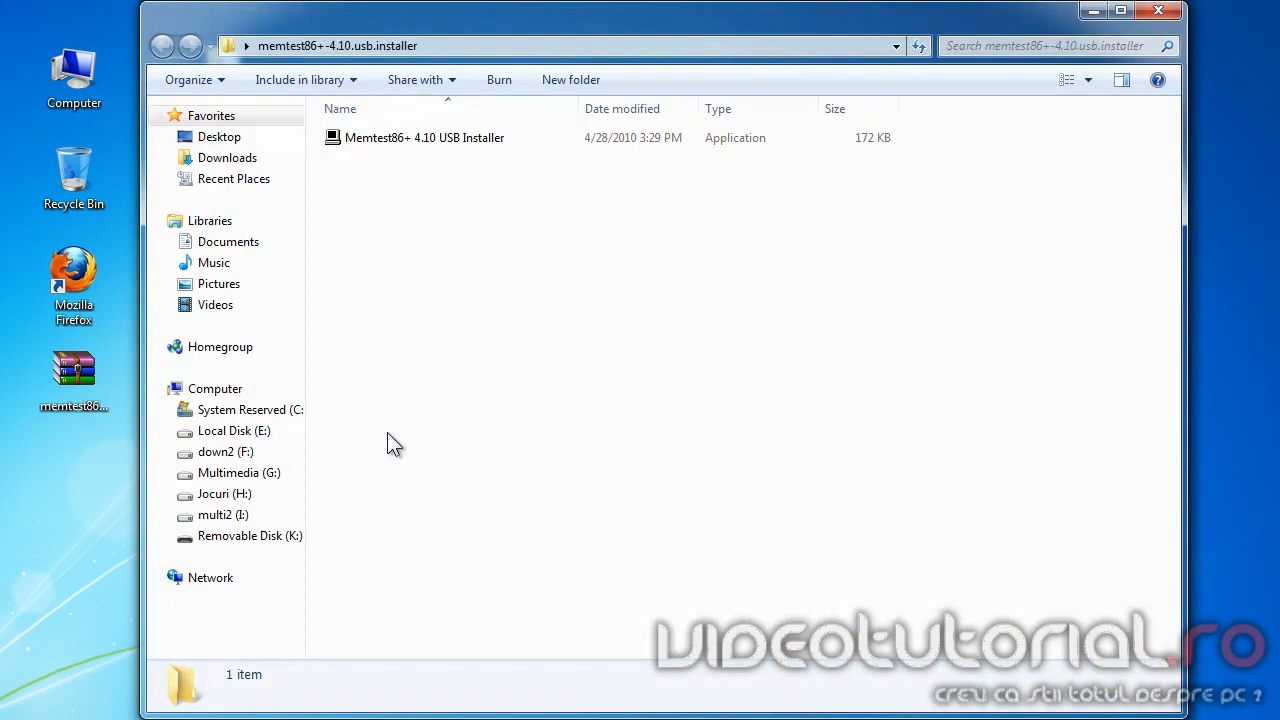 Computer
Recycle Bin
Mozilla
Firefox
memtest86...
memtest86+-4.10.usb.installer
Search memtest86+-4.10.usb.installer
Organize
Include in library
Share with
Burn
New folder
Favorites
Desktop
Downloads
Recent Places
Libraries
Documents
Music
Pictures
Videos
Homegroup
Computer
System Reserved (C:
Local Disk (E:)
down2 (F:)
Multimedia (G:)
Jocuri (H:)
multi2 (I:)
Removable Disk (K:)
Network
Name Date modified Type Size
Memtest86+ 4.10 USB Installer 4/28/2010 3:29 PM Application 172 KB
1 item
VIDEOTUTORIAL.RO
creu ca stii totul despre pc ?